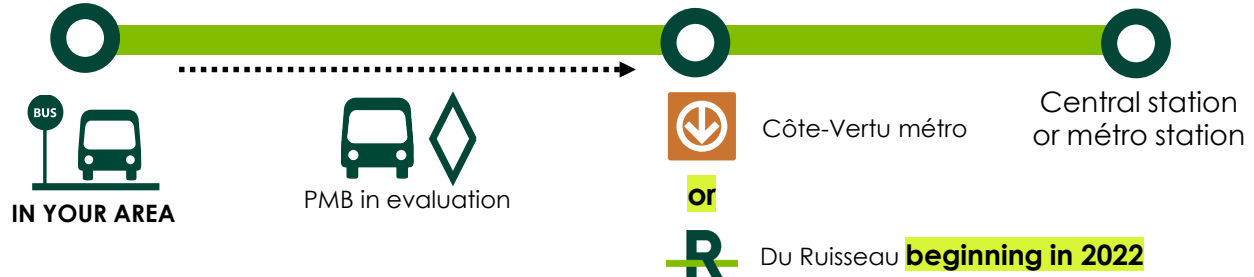 BUS
IN YOUR AREA
PMB in evaluation
Côte-Vertu métro
or
R
Du Ruisseau beginning in 2022
Central station
or métro station